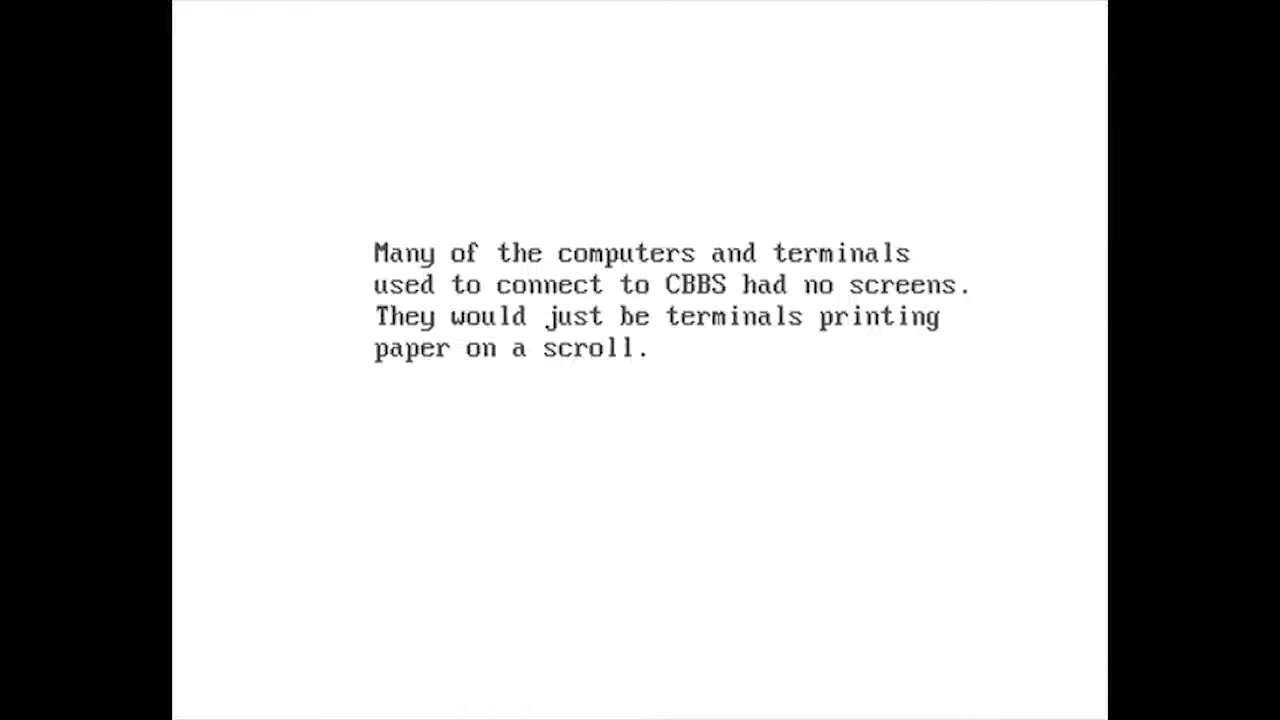 Many of the computers and terminals
used to connect to CBBS had no screens.
They would just be terminals printing
paper on a scroll.